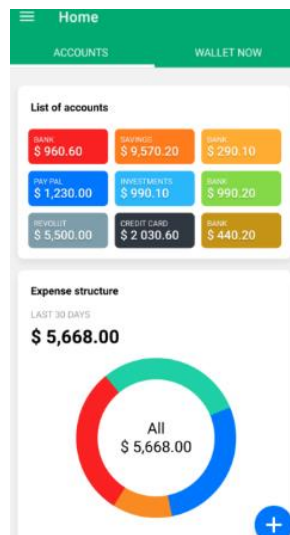 Home
ACCOUNTS WALLET NOW
List of accounts
BANK SAVINGS BANK
$ 960.60 $ 9,570.20 $ 290.10
PAY PAL INVESTMENTS BANK
$ 1,230.00 $ 990.10 $ 990.20
REVOLUT CREDIT CARD BANK
$ 5,500.00 $ 2 030.60 $ 440.20
Expense structure
LAST 30 DAYS
$ 5,668.00
All
$ 5,668.00